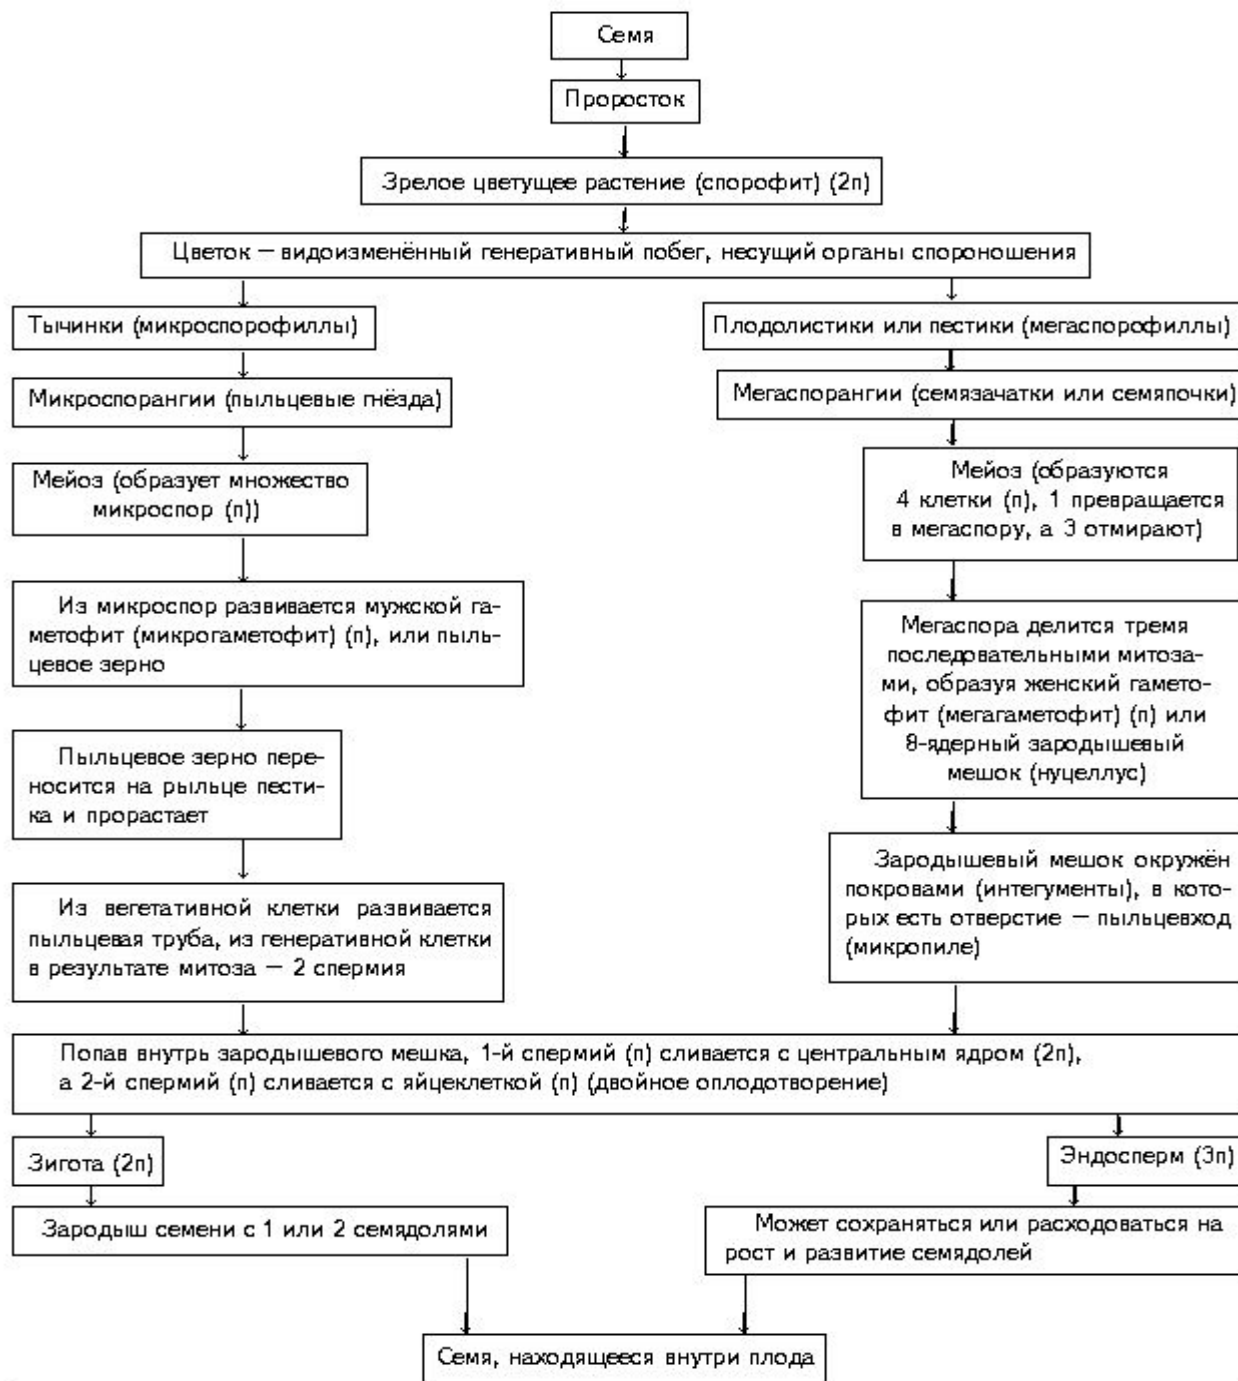 Семя
Проросток
Зрелое цветущее растение (спорофит) (2п)
Цветок — видоизменённый генеративный побег, несущий органы спороношения
Тычинки (микроспорофиллы)
Микроспорангии (пыльцевые гнёзда)
Мейоз (образует множество
микроспор (п))
Из микроспор развивается мужской га-
метофит (микрогаметофит) (п), или пыль-
цевое зерно
Пыльцевое зерно пере-
носится на рыльце пести-
ка и прорастает
Из вегетативной клетки развивается
пыльцевая труба, из генеративной клетки
в результате митоза — 2 спермия
Плодолистики или пестики (мегаспорофиллы)
Мегаспорангии (семязачатки или семяпочки)
Мейоз (образуются
4 клетки (п), 1 превращается
в мегаспору, а 3 отмирают)
Мегаспора делится тремя
последовательными митоза-
ми, образуя женский гамето-
фит (мегагаметофит) (п) или
8-ядерный зародышевый
мешок (нуцеллус)
Зародышевый мешок окружён
покровами (интегументы), в кото-
рых есть отверстие — пыльцевход
(микропиле)
Попав внутрь зародышевого мешка, 1-й спермий (п) сливается с центральным ядром (2п),
а 2-й спермий (п) сливается с яйцеклеткой (п) (двойное оплодотворение)
Зигота (2п)
Эндосперм (3п)
Зародыш семени с 1 или 2 семядолями
Может сохраняться или расходоваться на
рост и развитие семядолей
Семя, находящееся внутри плода